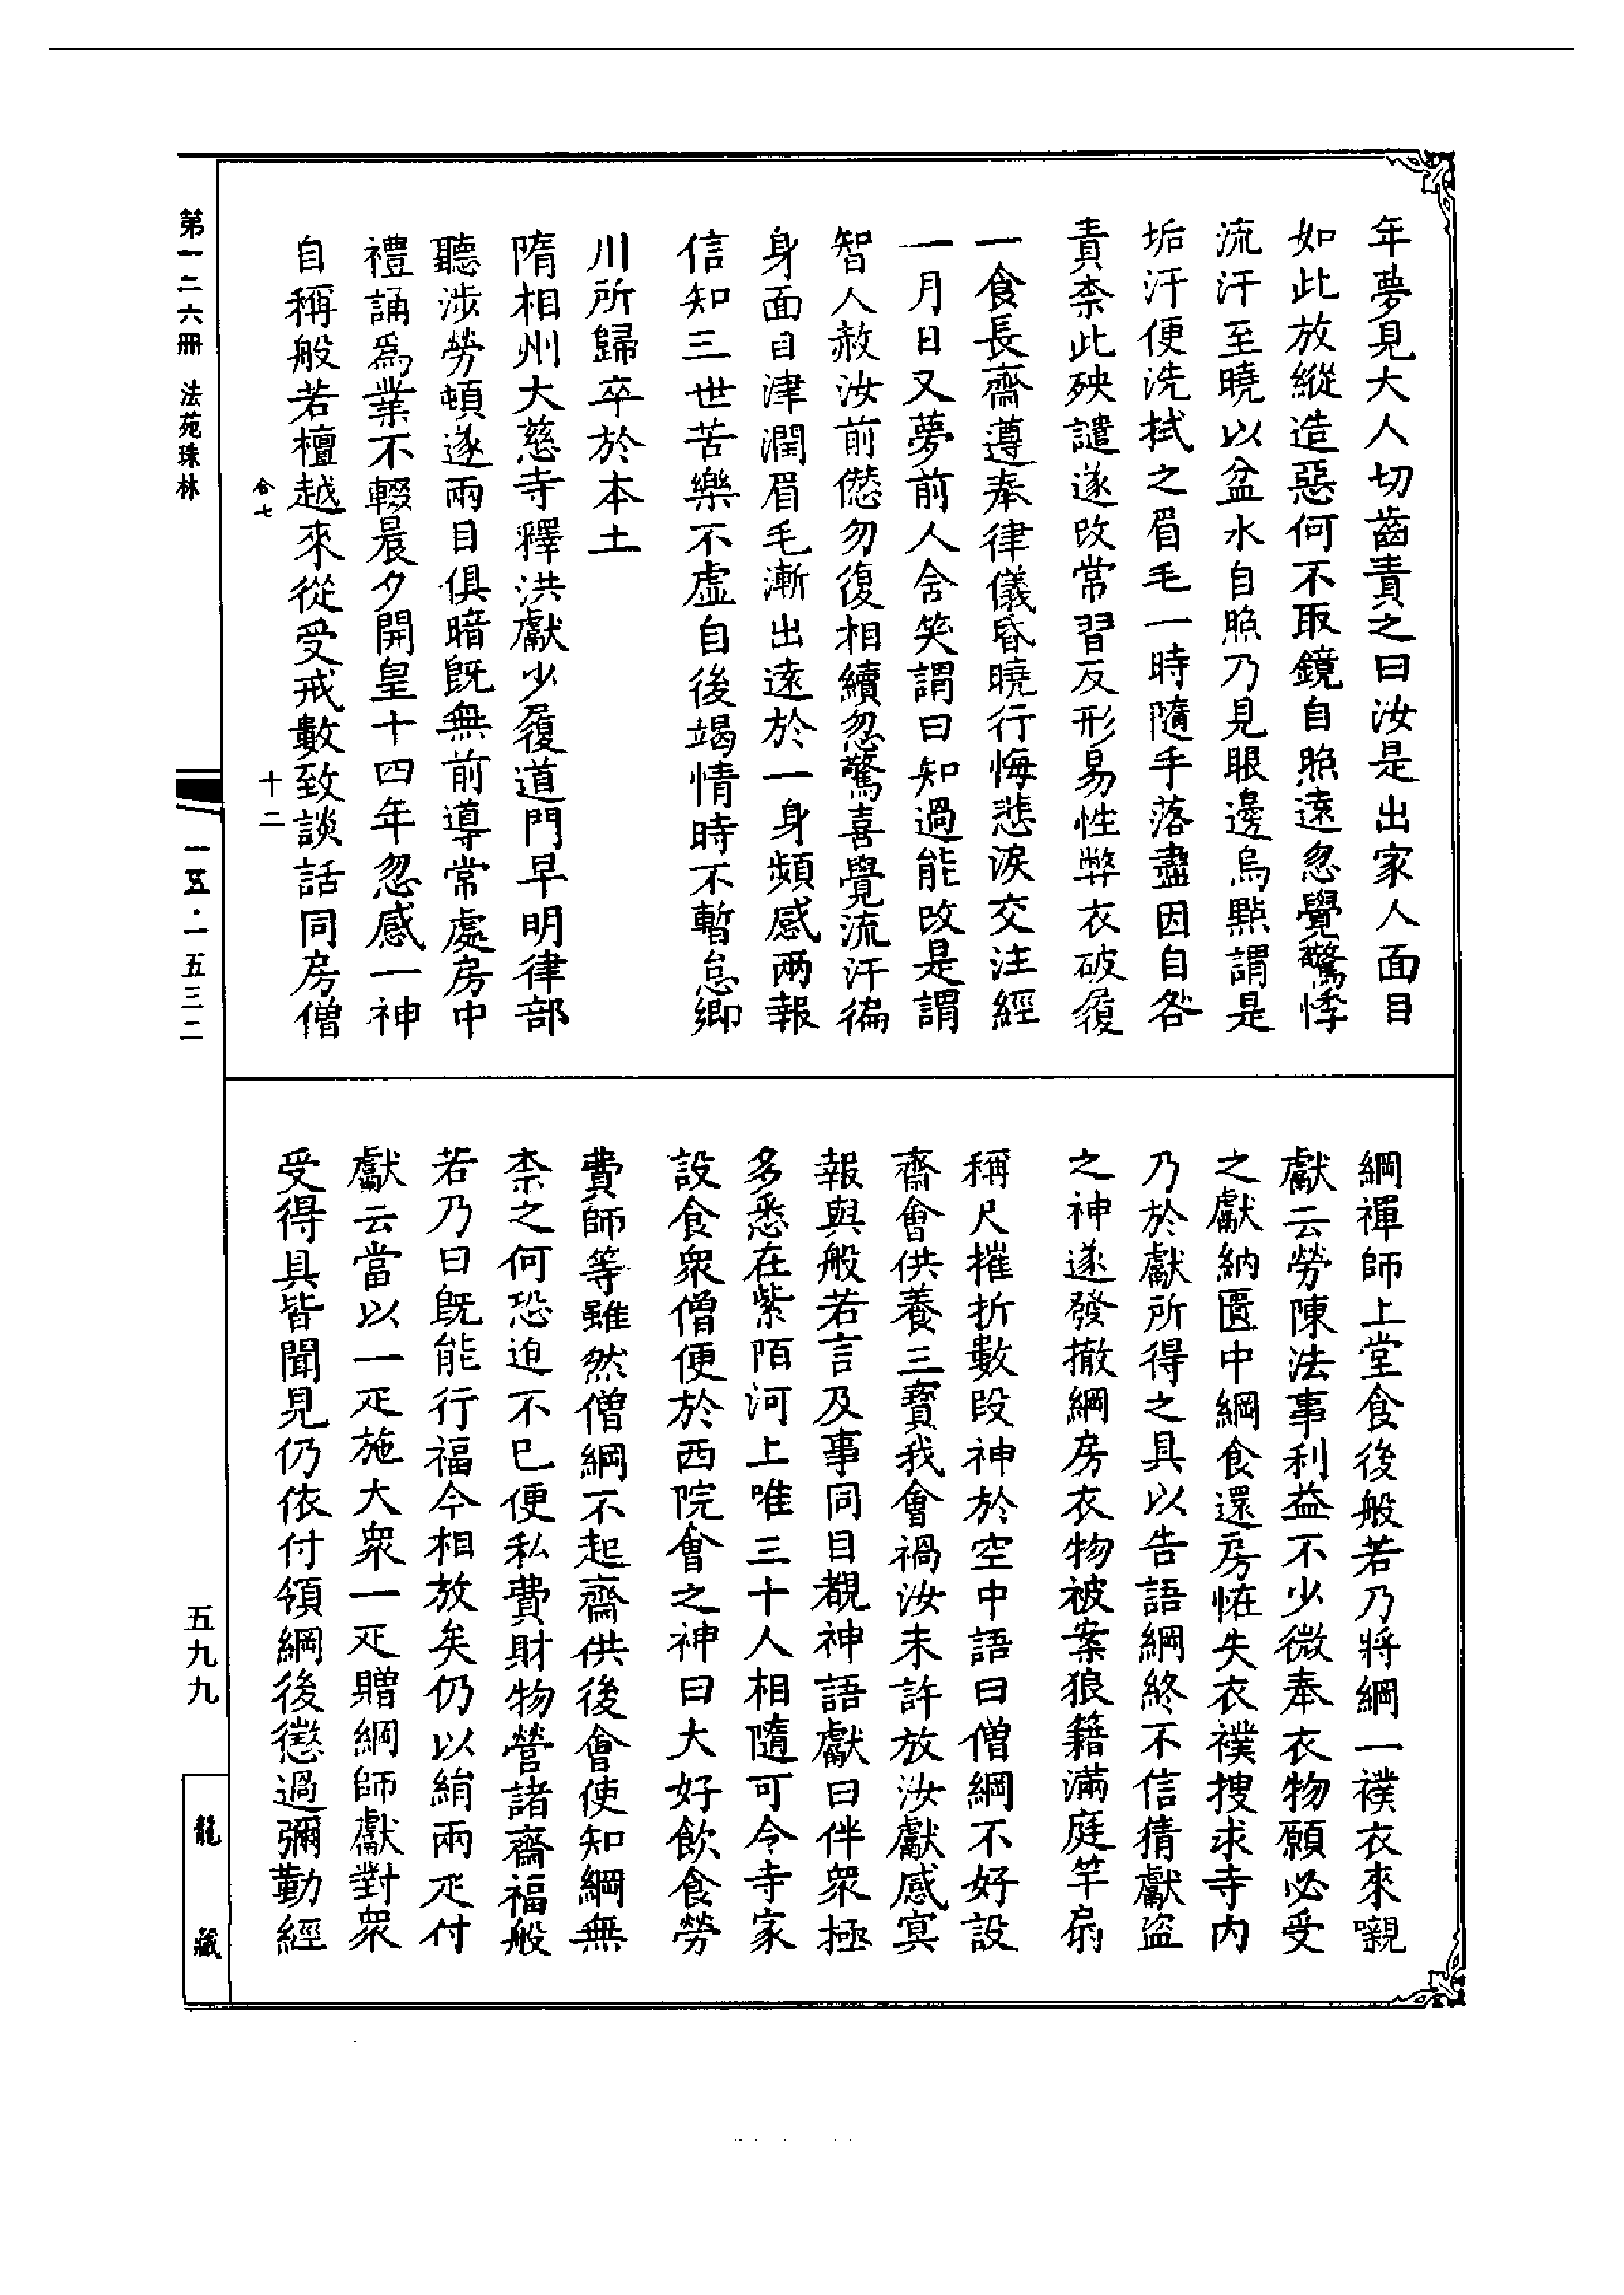 年夢見大人切齒責之曰汝是出家人面目
如此放縱造惡何不取鏡自照遠忽覺驚悸
流汗至曉以盆水自照乃見眼邊烏點謂是
垢汗便洗拭之眉毛一時隨手落盡因自咎
責柰此殃譴遂改常習反形易性弊衣破履
一食長齋遵奉律儀昏曉行悔悲淚交注經
一月日又夢前人含笑謂曰知過能改是謂
智人赦汝前愆勿復相續忽驚喜覺流汗徧
身面目津潤眉毛漸出遠於一身頻感兩報
信知三世苦樂不虛自後竭情時不暫怠卿
川所歸卒於本土
隋相州大慈寺釋洪獻少履道門早明律部
聽涉勞頓遂兩目俱暗旣無前導常處房中
禮誦爲業不輟晨夕開皇十四年忽感一神
自稱般若檀越來從受戒數致談話同房僧
合七
十二
綱禪師上堂食後般若乃將綱一襆衣來嚫
獻云勞陳法事利益不少微奉衣物願必受
之獻納匱中綱食還房恠失衣襆搜求寺內
乃於獻所得之具以告語綱終不信猜獻盜
之神遂發撤綱房衣物被案狼籍滿庭竿扇
稱尺摧折數段神於空中語曰僧綱不好設
齋會供養三寶我會禍汝未許放汝獻感冥
報與般若言及事同目覩神語獻曰伴衆極
多悉在紫陌河上唯三十人相隨可令寺家
設食衆僧便於西院會之神曰大好飲食勞
費師等雖然僧綱不起齋供後會使知綱無
柰之何恐迫不已便私費財物營諸齋福般
若乃曰旣能行福今相放矣仍以絹兩疋付
獻云當以一疋施大衆一疋贈綱師獻對衆
受得具皆聞見仍依付領綱後懲過彌勤經
第一二六冊 法苑珠林
一五·一五三二
五九九
龍藏